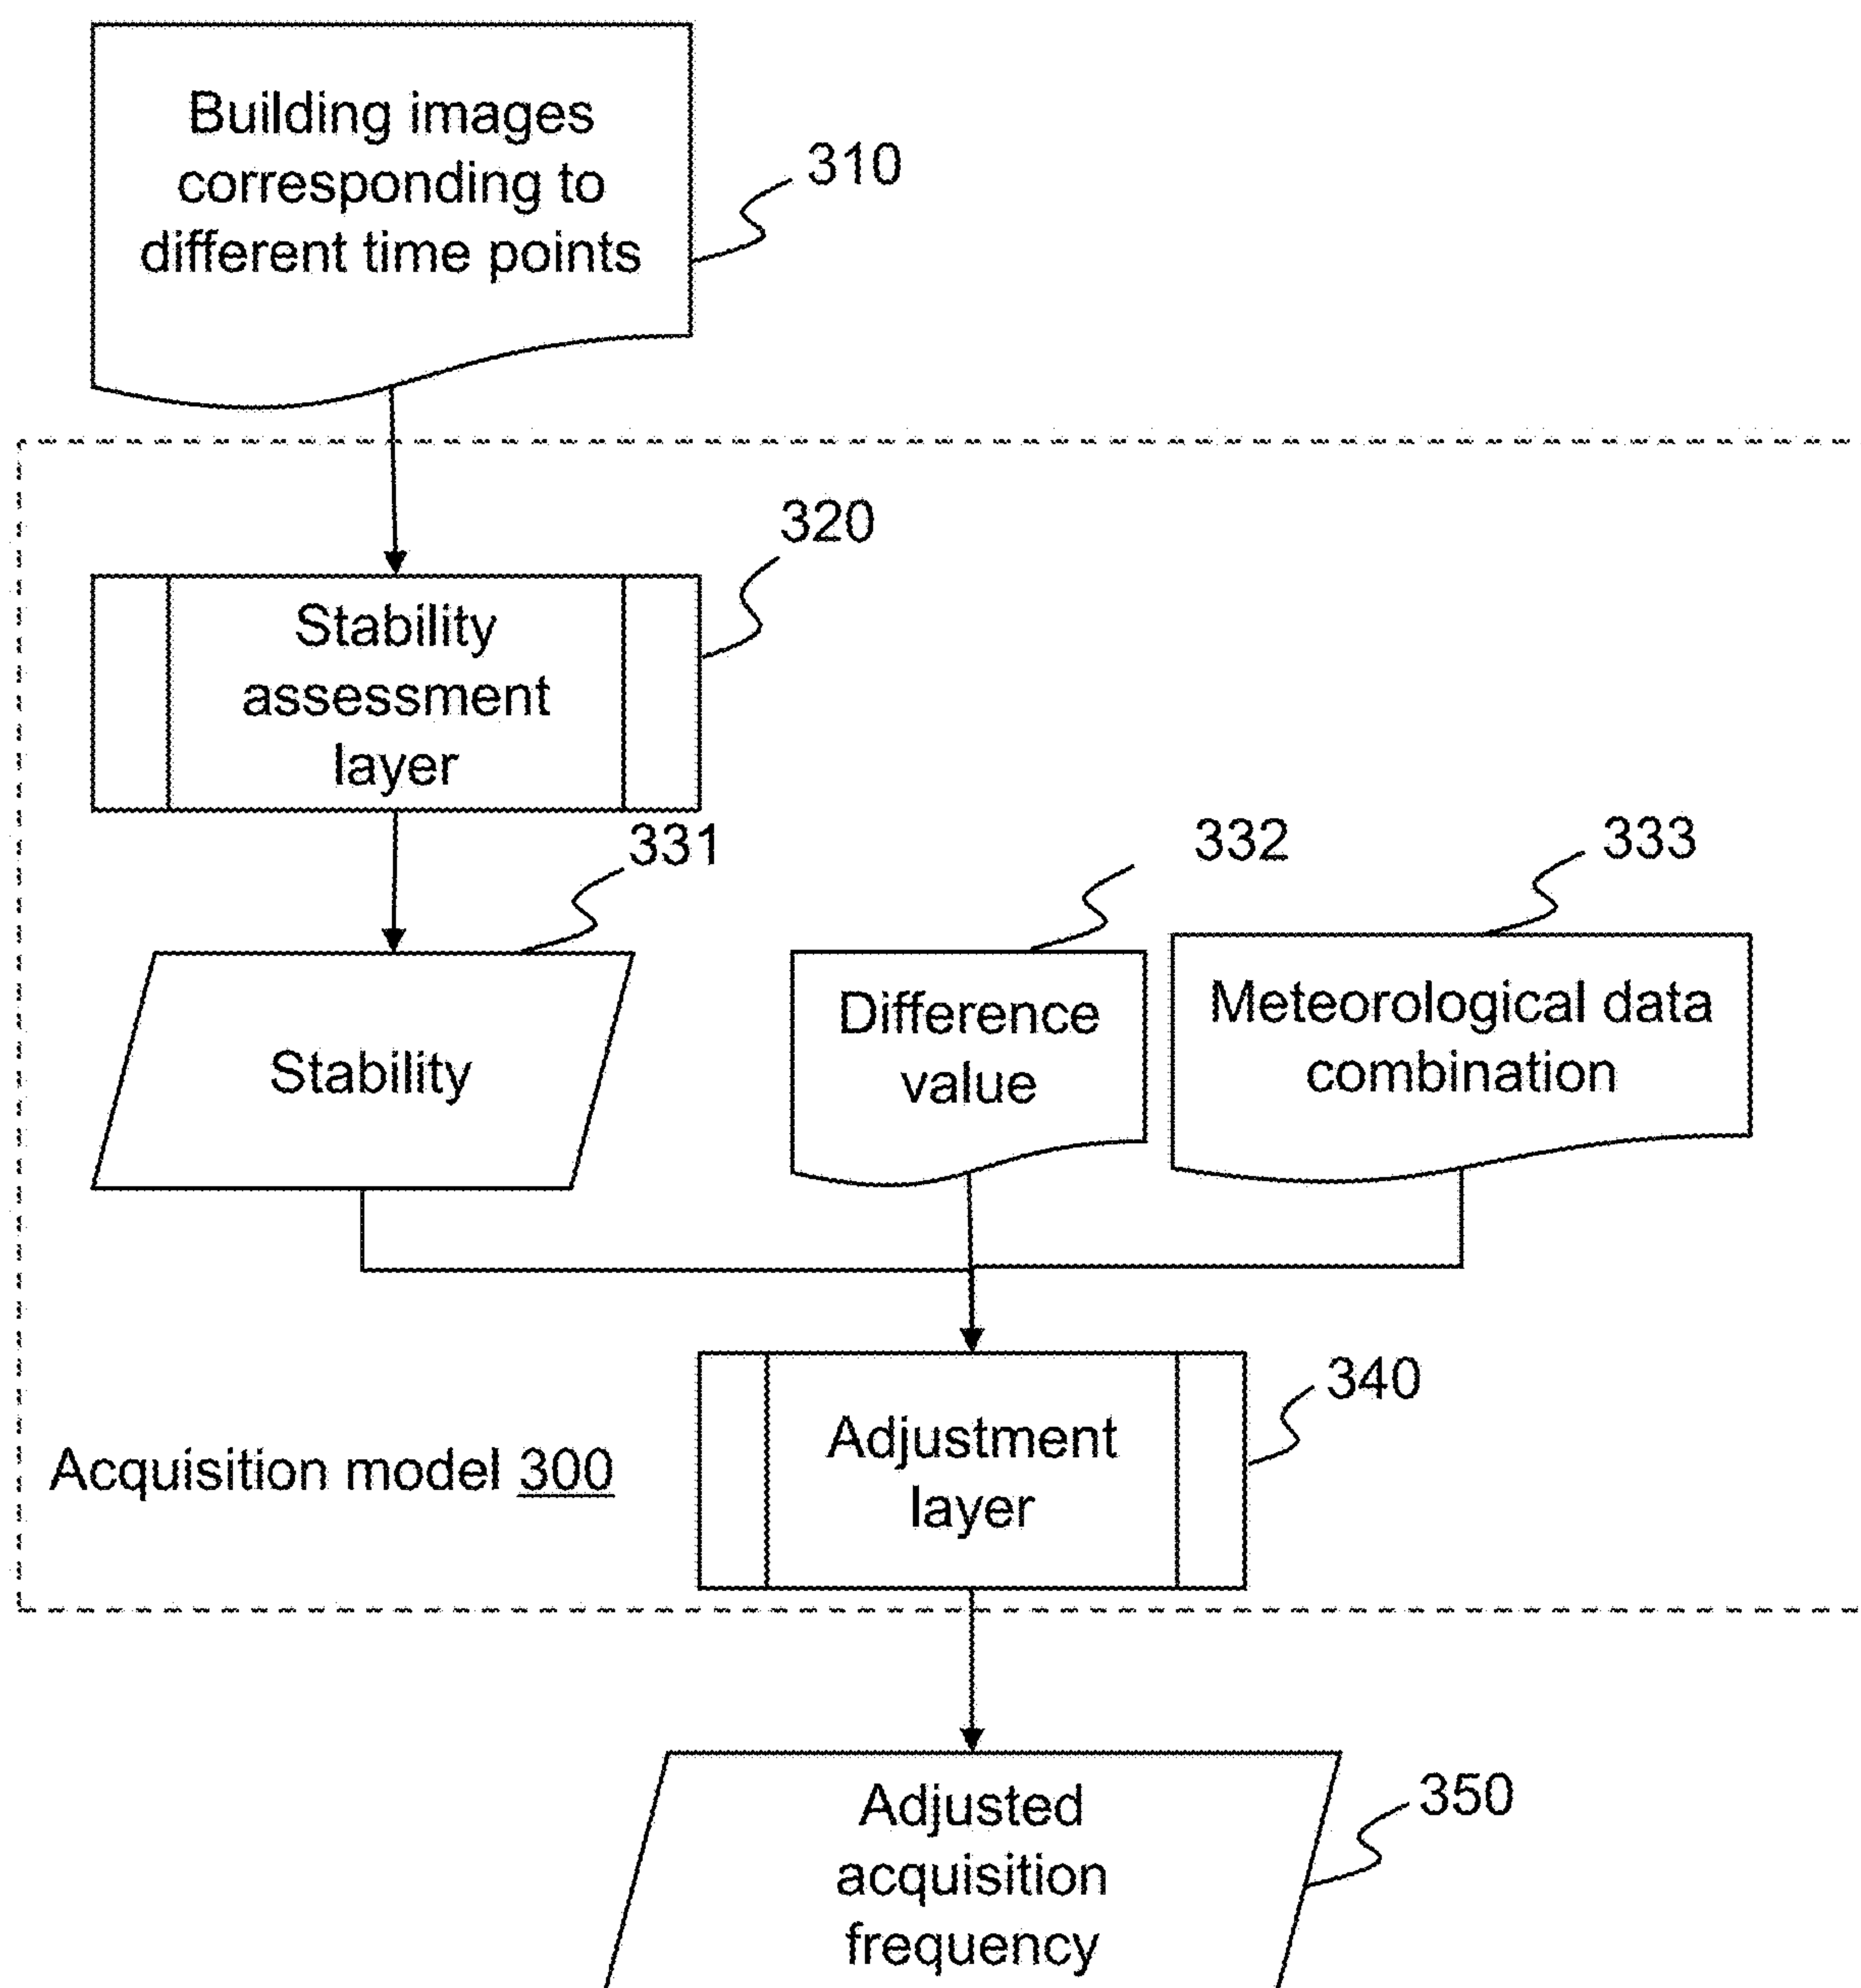 Building images
corresponding to
different time points
310
320
Stability
assessment
layer
331
332
333
Stability
Difference
value
Meteorological data
combination
340
Adjustment
layer
Acquisition model 300
350
Adjusted
acquisition
frequency